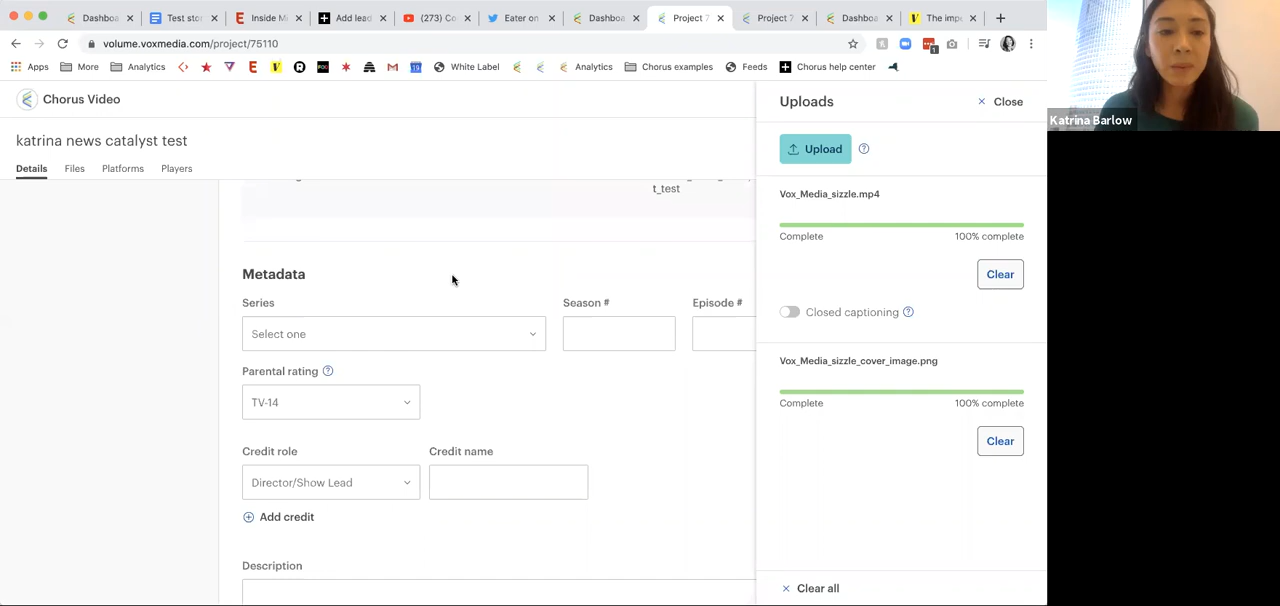 Dashboa
Test stor
Inside M
Add lead
(273) Co
Eater on
Dashboa
Project 7
Project 7
Dashboa
The impa
volume.voxmedia.com/project/75110
1
Apps
More
Analytics
E
V
19
White Label
Analytics
Chorus examples
Feeds
Chorus help center
Chorus Video
Uploads
Close
katrina news catalyst test
Details
Files
Platforms
Players
Upload
t_test
Vox_Media_sizzle.mp4
Complete
100% complete
Clear
Metadata
Series
Season #
Episode #
Select one
Closed captioning
Parental rating
TV-14
Vox_Media_sizzle_cover_image.png
Complete
100% complete
Clear
Credit role
Credit name
Director/Show Lead
Add credit
Description
Clear all
Katrina Barlow